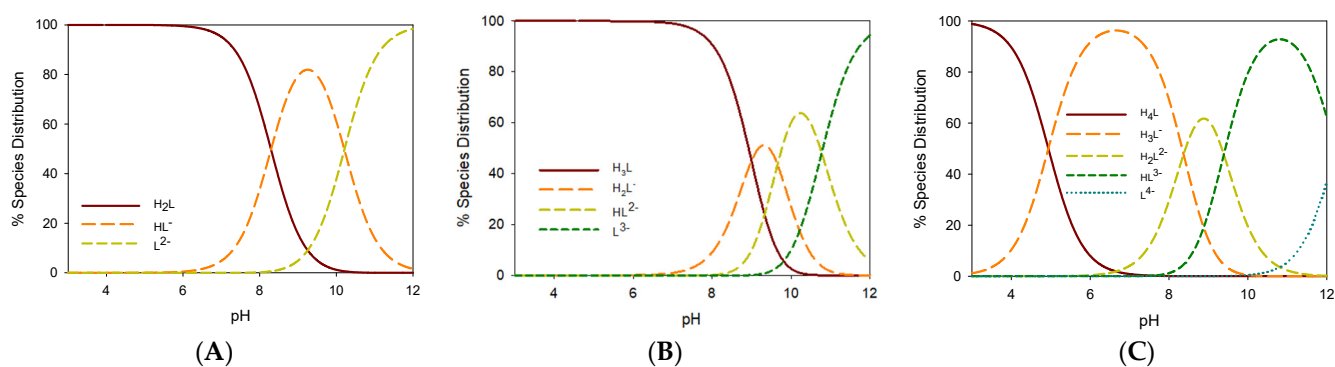 100
80
60
40
20
0
% Species Distribution
H₂L
HL⁻
L²⁻
4
6
8
10
12
pH
(A)
100
80
60
40
20
0
% Species Distribution
H₃L
H₂L⁻
HL²⁻
L³⁻
4
6
8
10
12
pH
(B)
100
80
60
40
20
0
% Species Distribution
H₄L
H₃L⁻
H₂L²⁻
HL³⁻
L⁴⁻
4
6
8
10
12
pH
(C)